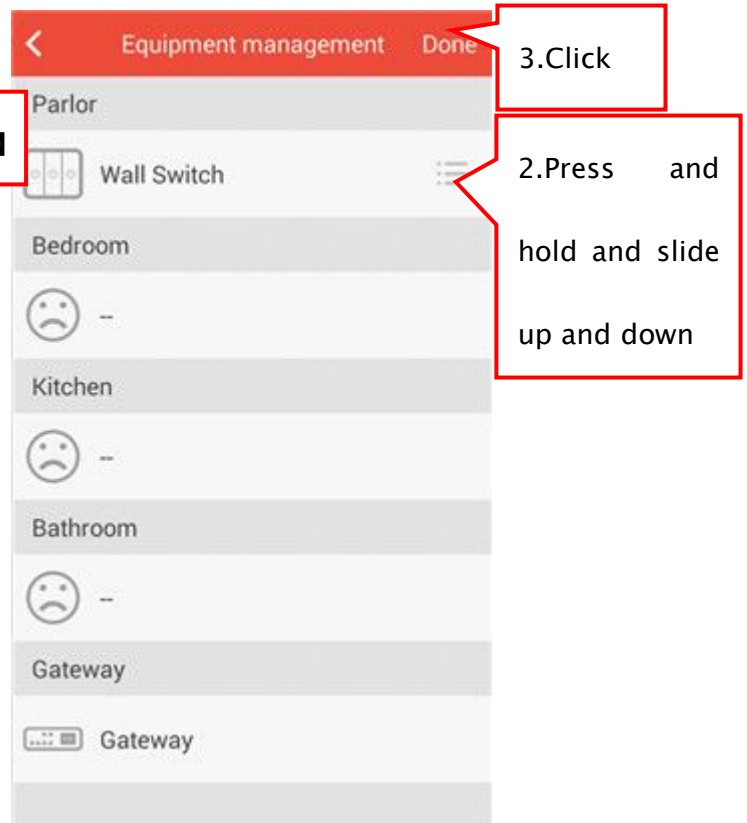 Equipment management Done
3.Click
Parlor
Wall Switch
2.Press and
hold and slide
up and down
Bedroom
--
Kitchen
--
Bathroom
--
Gateway
Gateway